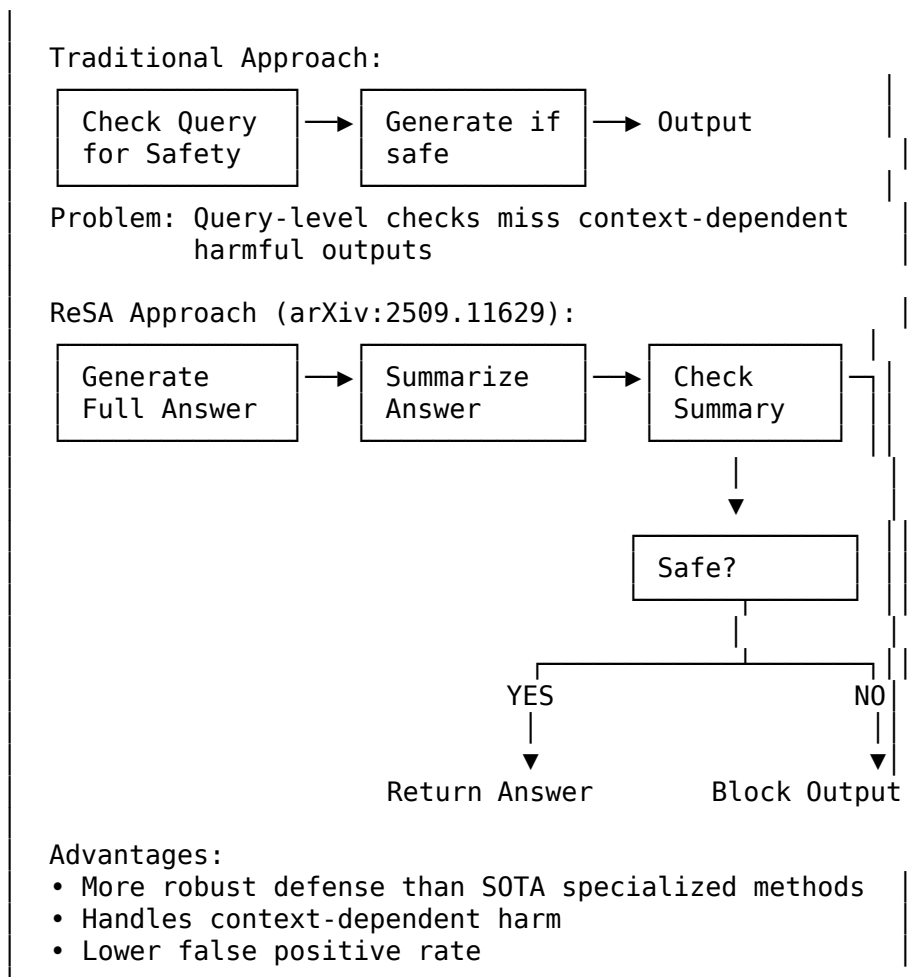 Traditional Approach:
Check Query
for Safety
Generate if
safe
Output
Problem: Query-level checks miss context-dependent
harmful outputs
ReSA Approach (arXiv:2509.11629):
Generate
Full Answer
Summarize
Answer
Check
Summary
Safe?
YES
NO
Return Answer
Block Output
Advantages:
• More robust defense than SOTA specialized methods
• Handles context-dependent harm
• Lower false positive rate